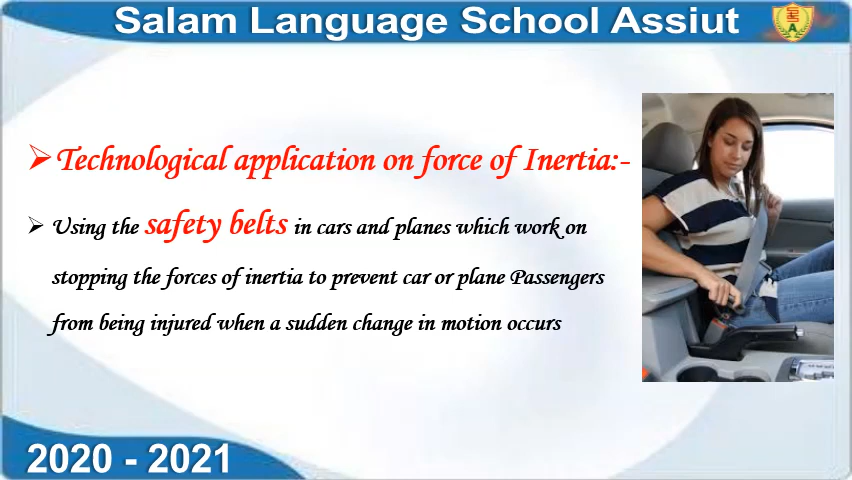 Salam Language School Assiut
A
➢Technological application on force of Inertia:-
➢ Using the safety belts in cars and planes which work on
stopping the forces of inertia to prevent car or plane Passengers
from being injured when a sudden change in motion occurs
2020 - 2021